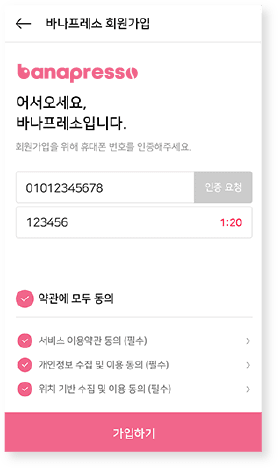 바나프레소 회원가입
banapresso
어서오세요,
바나프레소입니다.
회원가입을 위해 휴대폰 번호를 인증해주세요.
01012345678 인증 요청
123456 1:20
약관에 모두 동의
서비스 이용약관 동의 (필수)
개인정보 수집 및 이용 동의 (필수)
위치 기반 수집 및 이용 동의 (필수)
가입하기